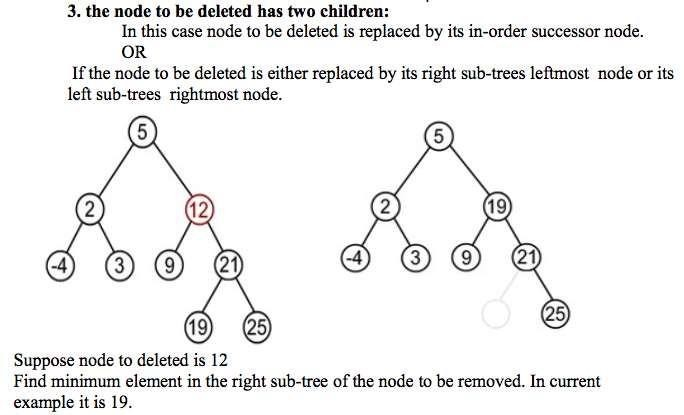 3. the node to be deleted has two children:
In this case node to be deleted is replaced by its in-order successor node.
OR
If the node to be deleted is either replaced by its right sub-trees leftmost node or its
left sub-trees rightmost node.
5
5
2
12
2
19
-4
3
9
21
-4
3
9
21
19
25
25
Suppose node to deleted is 12
Find minimum element in the right sub-tree of the node to be removed. In current
example it is 19.